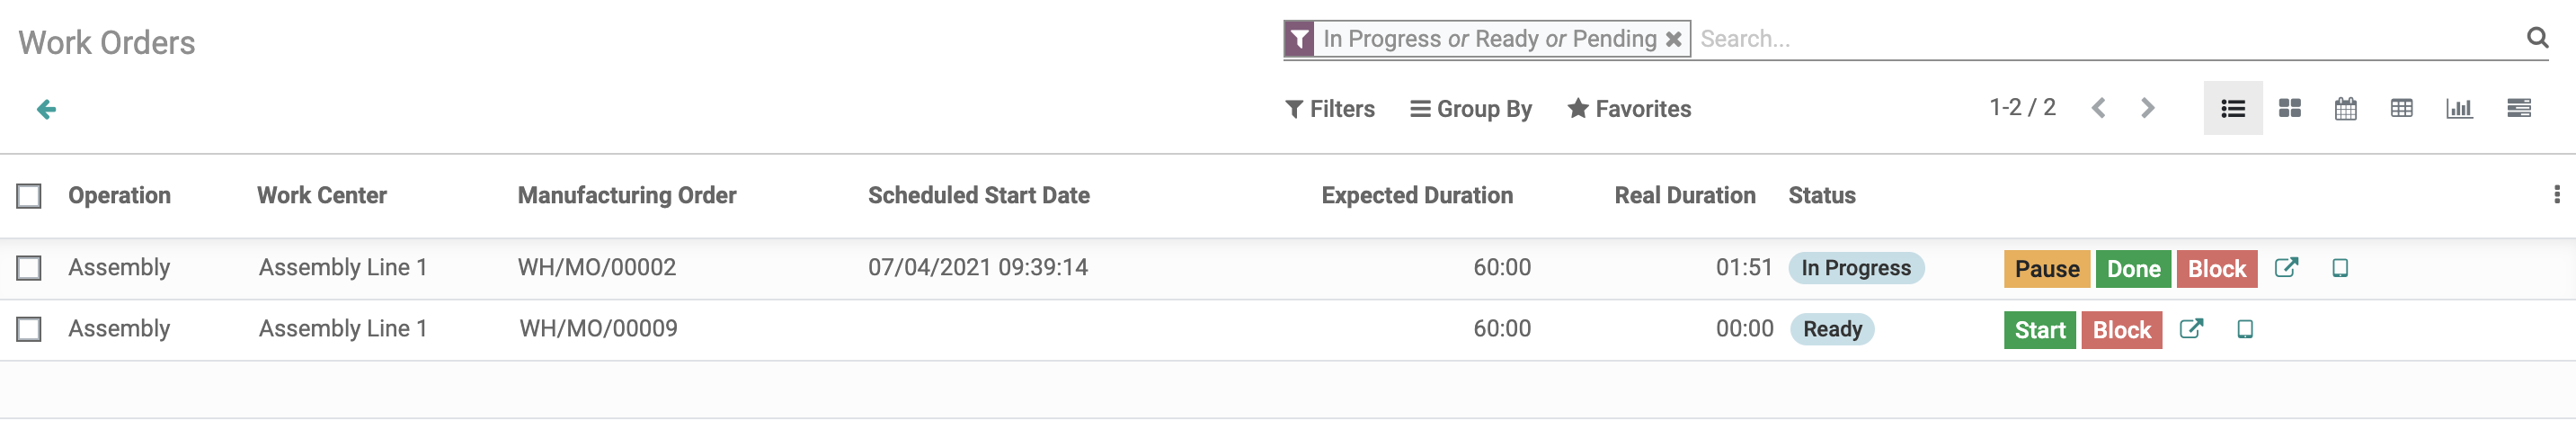 Work Orders
In Progress or Ready or Pending Search...
Filters Group By Favorites 1-2 / 2
Operation Work Center Manufacturing Order Scheduled Start Date Expected Duration Real Duration Status
Assembly Assembly Line 1 WH/MO/00002 07/04/2021 09:39:14 60:00 01:51 In Progress Pause Done Block
Assembly Assembly Line 1 WH/MO/00009 60:00 00:00 Ready Start Block